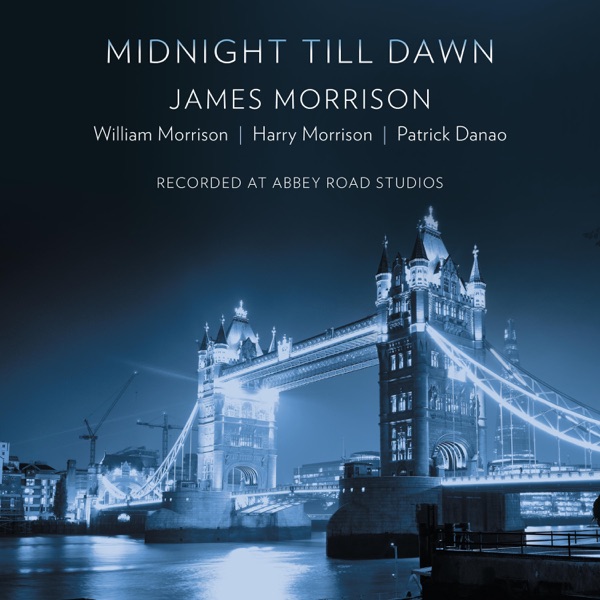 MIDNIGHT TILL DAWN
JAMES MORRISON
William Morrison | Harry Morrison | Patrick Danao
RECORDED AT ABBEY ROAD STUDIOS